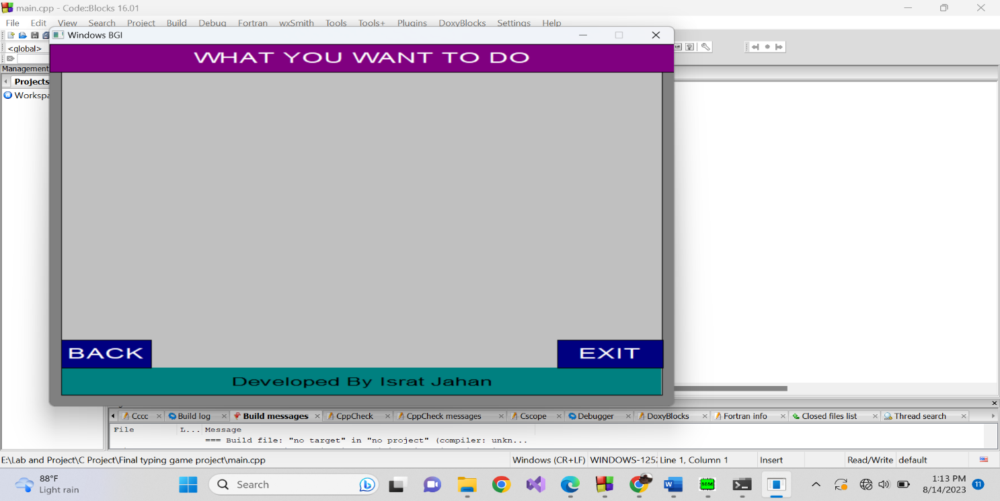 main.cpp - Code::Blocks 16.01
File Edit View Search Project Build Debug Fortran wxSmith Tools Tools+ Plugins DoxyBlocks Settings Help
Windows BGI
<global>
WHAT YOU WANT TO DO
Management
Projects
Workspa
BACK
EXIT
Developed By Israt Jahan
Cccc Build log Build messages CppCheck CppCheck messages Cscope Debugger DoxyBlocks Fortran info Closed files list Thread search
File L... Message
=== Build file: "no target" in "no project" (compiler: unkn...
E:\Lab and Project\C Project\Final typing game project\main.cpp Windows (CR+LF) WINDOWS-125 Line 1, Column 1 Insert Read/Write default
88°F
Light rain
Search
1:13 PM
8/14/2023
11